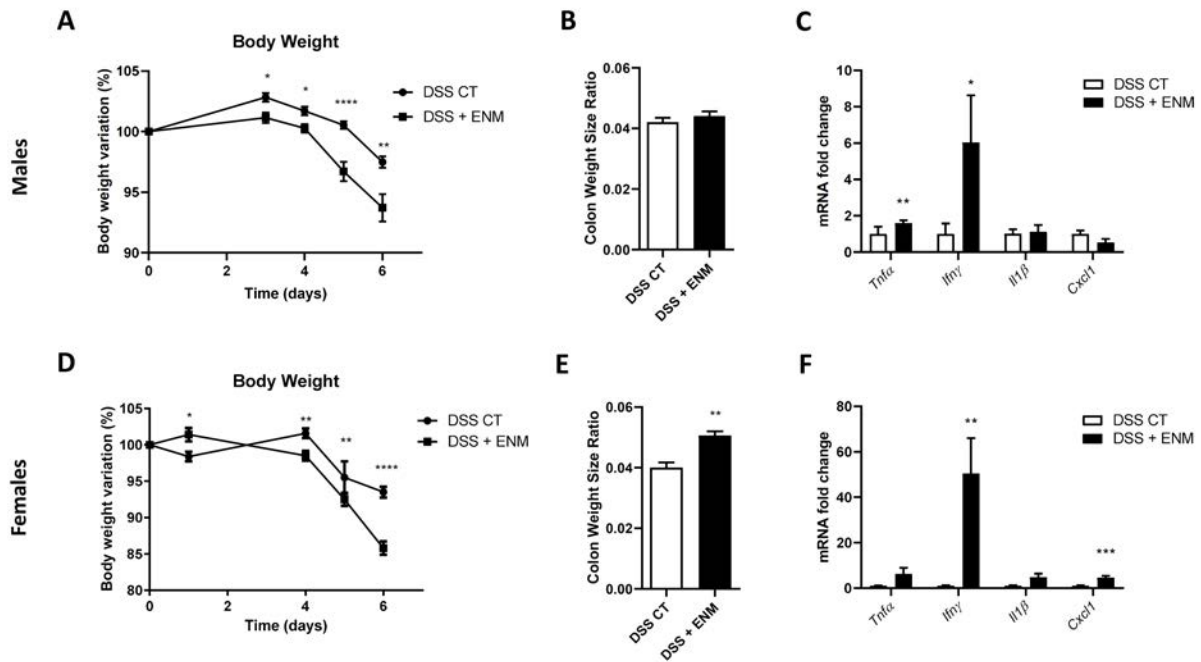 Males
A
Body Weight
Body weight variation (%)
105
100
95
90
0
2
4
6
Time (days)
*
*
****
**
DSS CT
DSS + ENM
B
Colon Weight Size Ratio
0.06
0.04
0.02
0.00
DSS CT
DSS + ENM
C
mRNA fold change
10
8
6
4
2
0
**
*
Tnfα
Ifnγ
Il1β
Cxcl1
DSS CT
DSS + ENM
Females
D
Body Weight
Body weight variation (%)
105
100
95
90
85
80
0
2
4
6
Time (days)
*
**
**
****
DSS CT
DSS + ENM
E
Colon Weight Size Ratio
0.06
0.04
0.02
0.00
**
DSS CT
DSS + ENM
F
mRNA fold change
80
60
40
20
0
**
***
Tnfα
Ifnγ
Il1β
Cxcl1
DSS CT
DSS + ENM